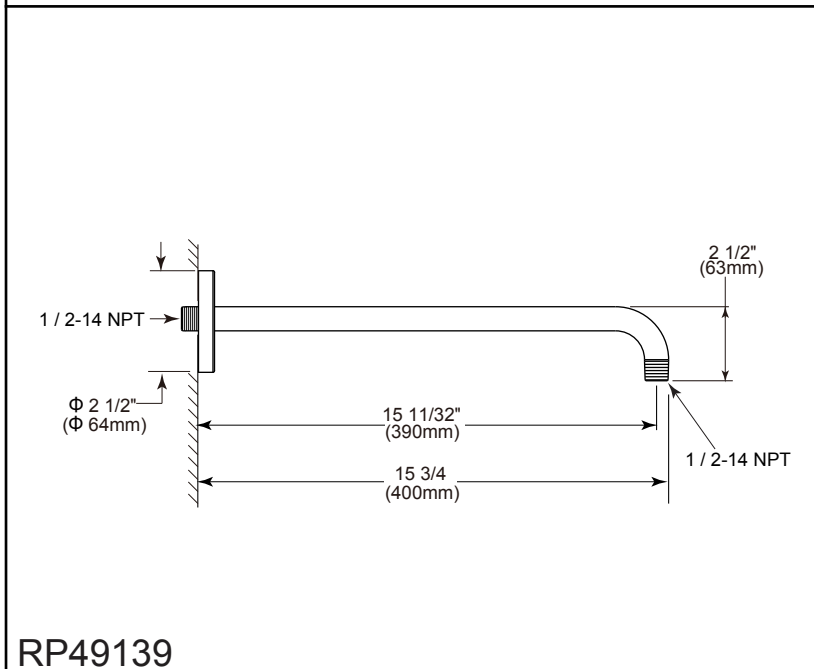 2 1/2"
(63mm)
1 / 2-14 NPT
Φ 2 1/2"
(Φ 64mm)
15 11/32"
(390mm)
1 / 2-14 NPT
15 3/4
(400mm)
RP49139